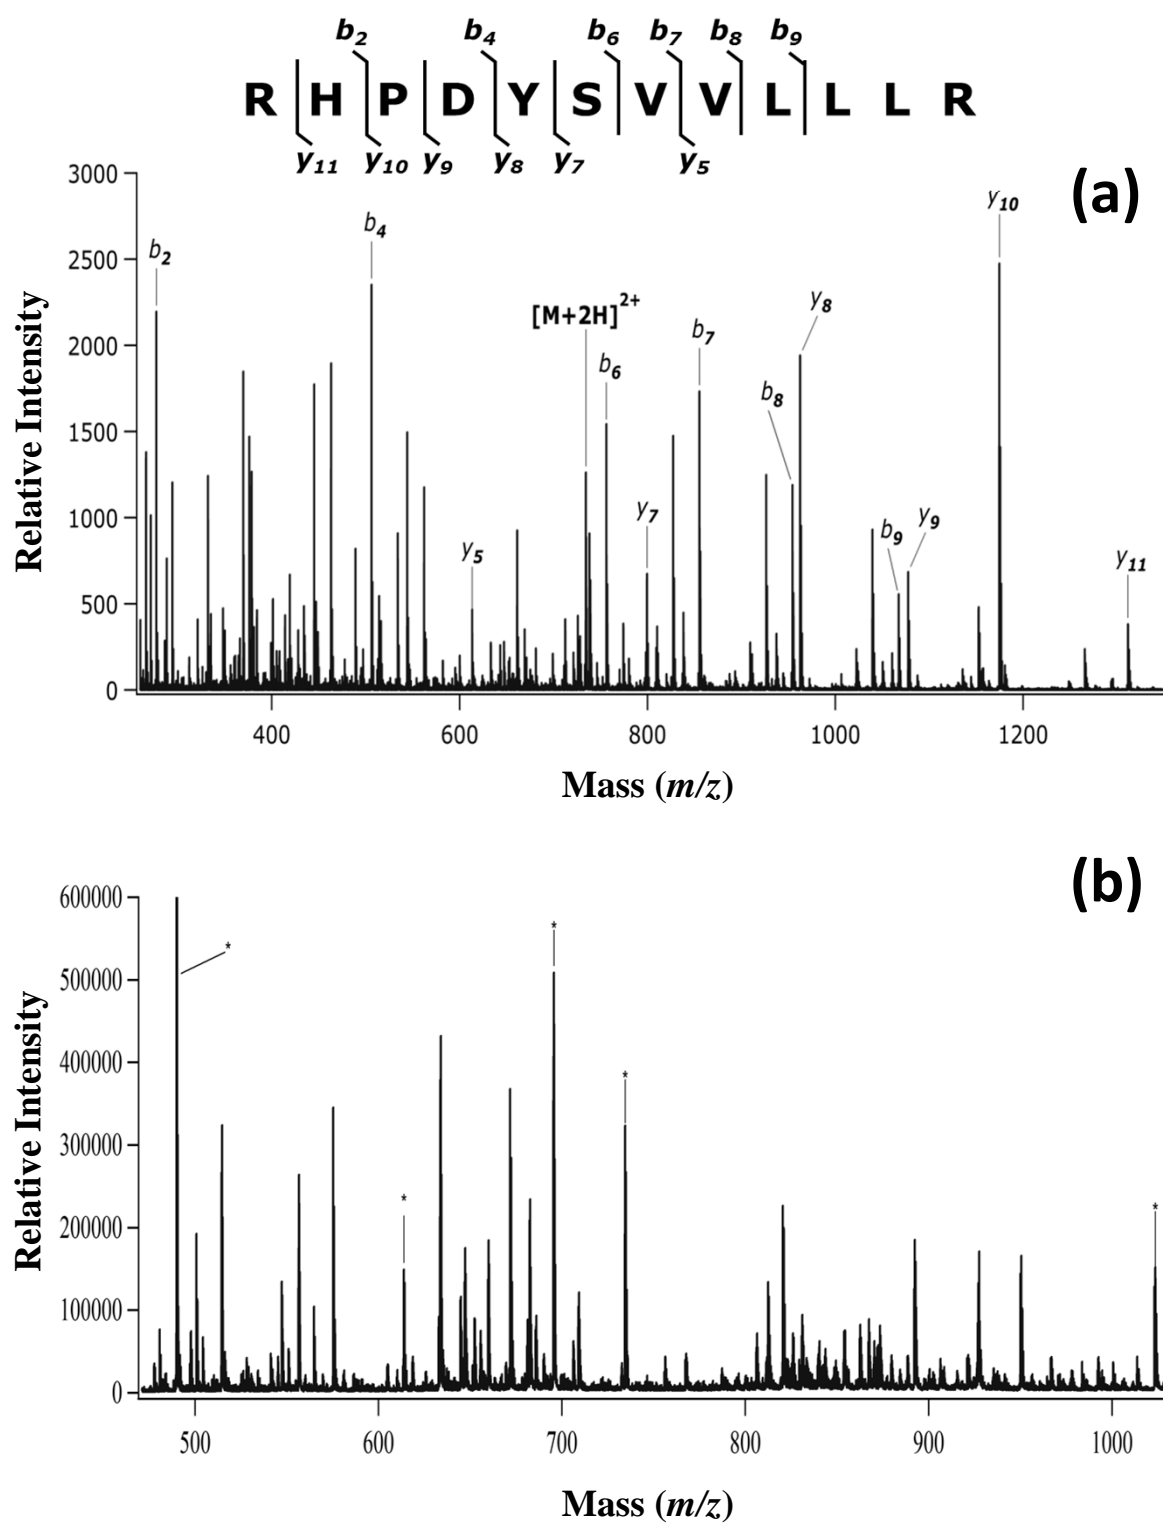 b2 b4 b6 b7 b8 b9
R H P D Y S V V L L L R
y11 y10 y9 y8 y7 y5
(a)
3000
2500
2000
1500
1000
500
0
Relative Intensity
b2
b4
[M+2H]2+
b6
y5
y7
b7
b8
y8
b9
y9
y10
y11
400 600 800 1000 1200
Mass (m/z)
(b)
600000
500000
400000
300000
200000
100000
0
Relative Intensity
* * * * *
500 600 700 800 900 1000
Mass (m/z)